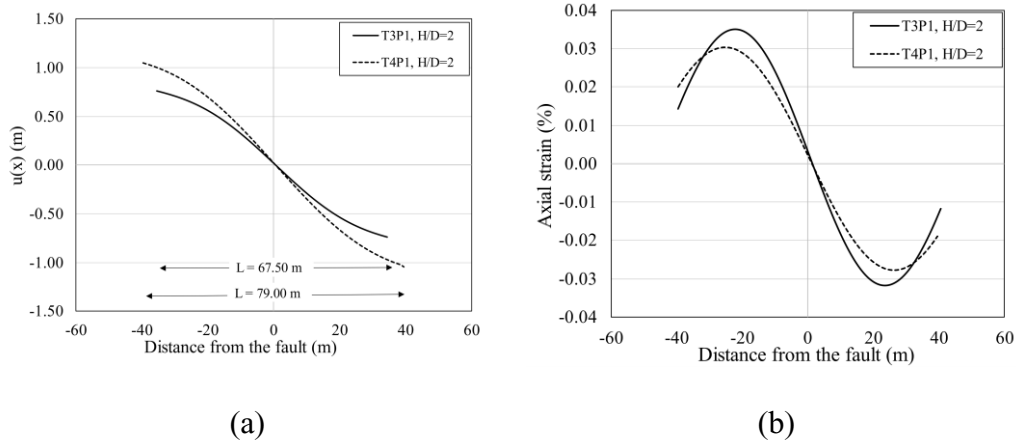 1.50
1.00
0.50
0.00
-0.50
-1.00
-1.50
u(x) (m)
T3P1, H/D=2
T4P1, H/D=2
L = 67.50 m
L = 79.00 m
-60 -40 -20 0 20 40 60
Distance from the fault (m)
(a)
0.04
0.03
0.02
0.01
0.00
-0.01
-0.02
-0.03
-0.04
Axial strain (%)
T3P1, H/D=2
T4P1, H/D=2
-60 -40 -20 0 20 40 60
Distance from the fault (m)
(b)